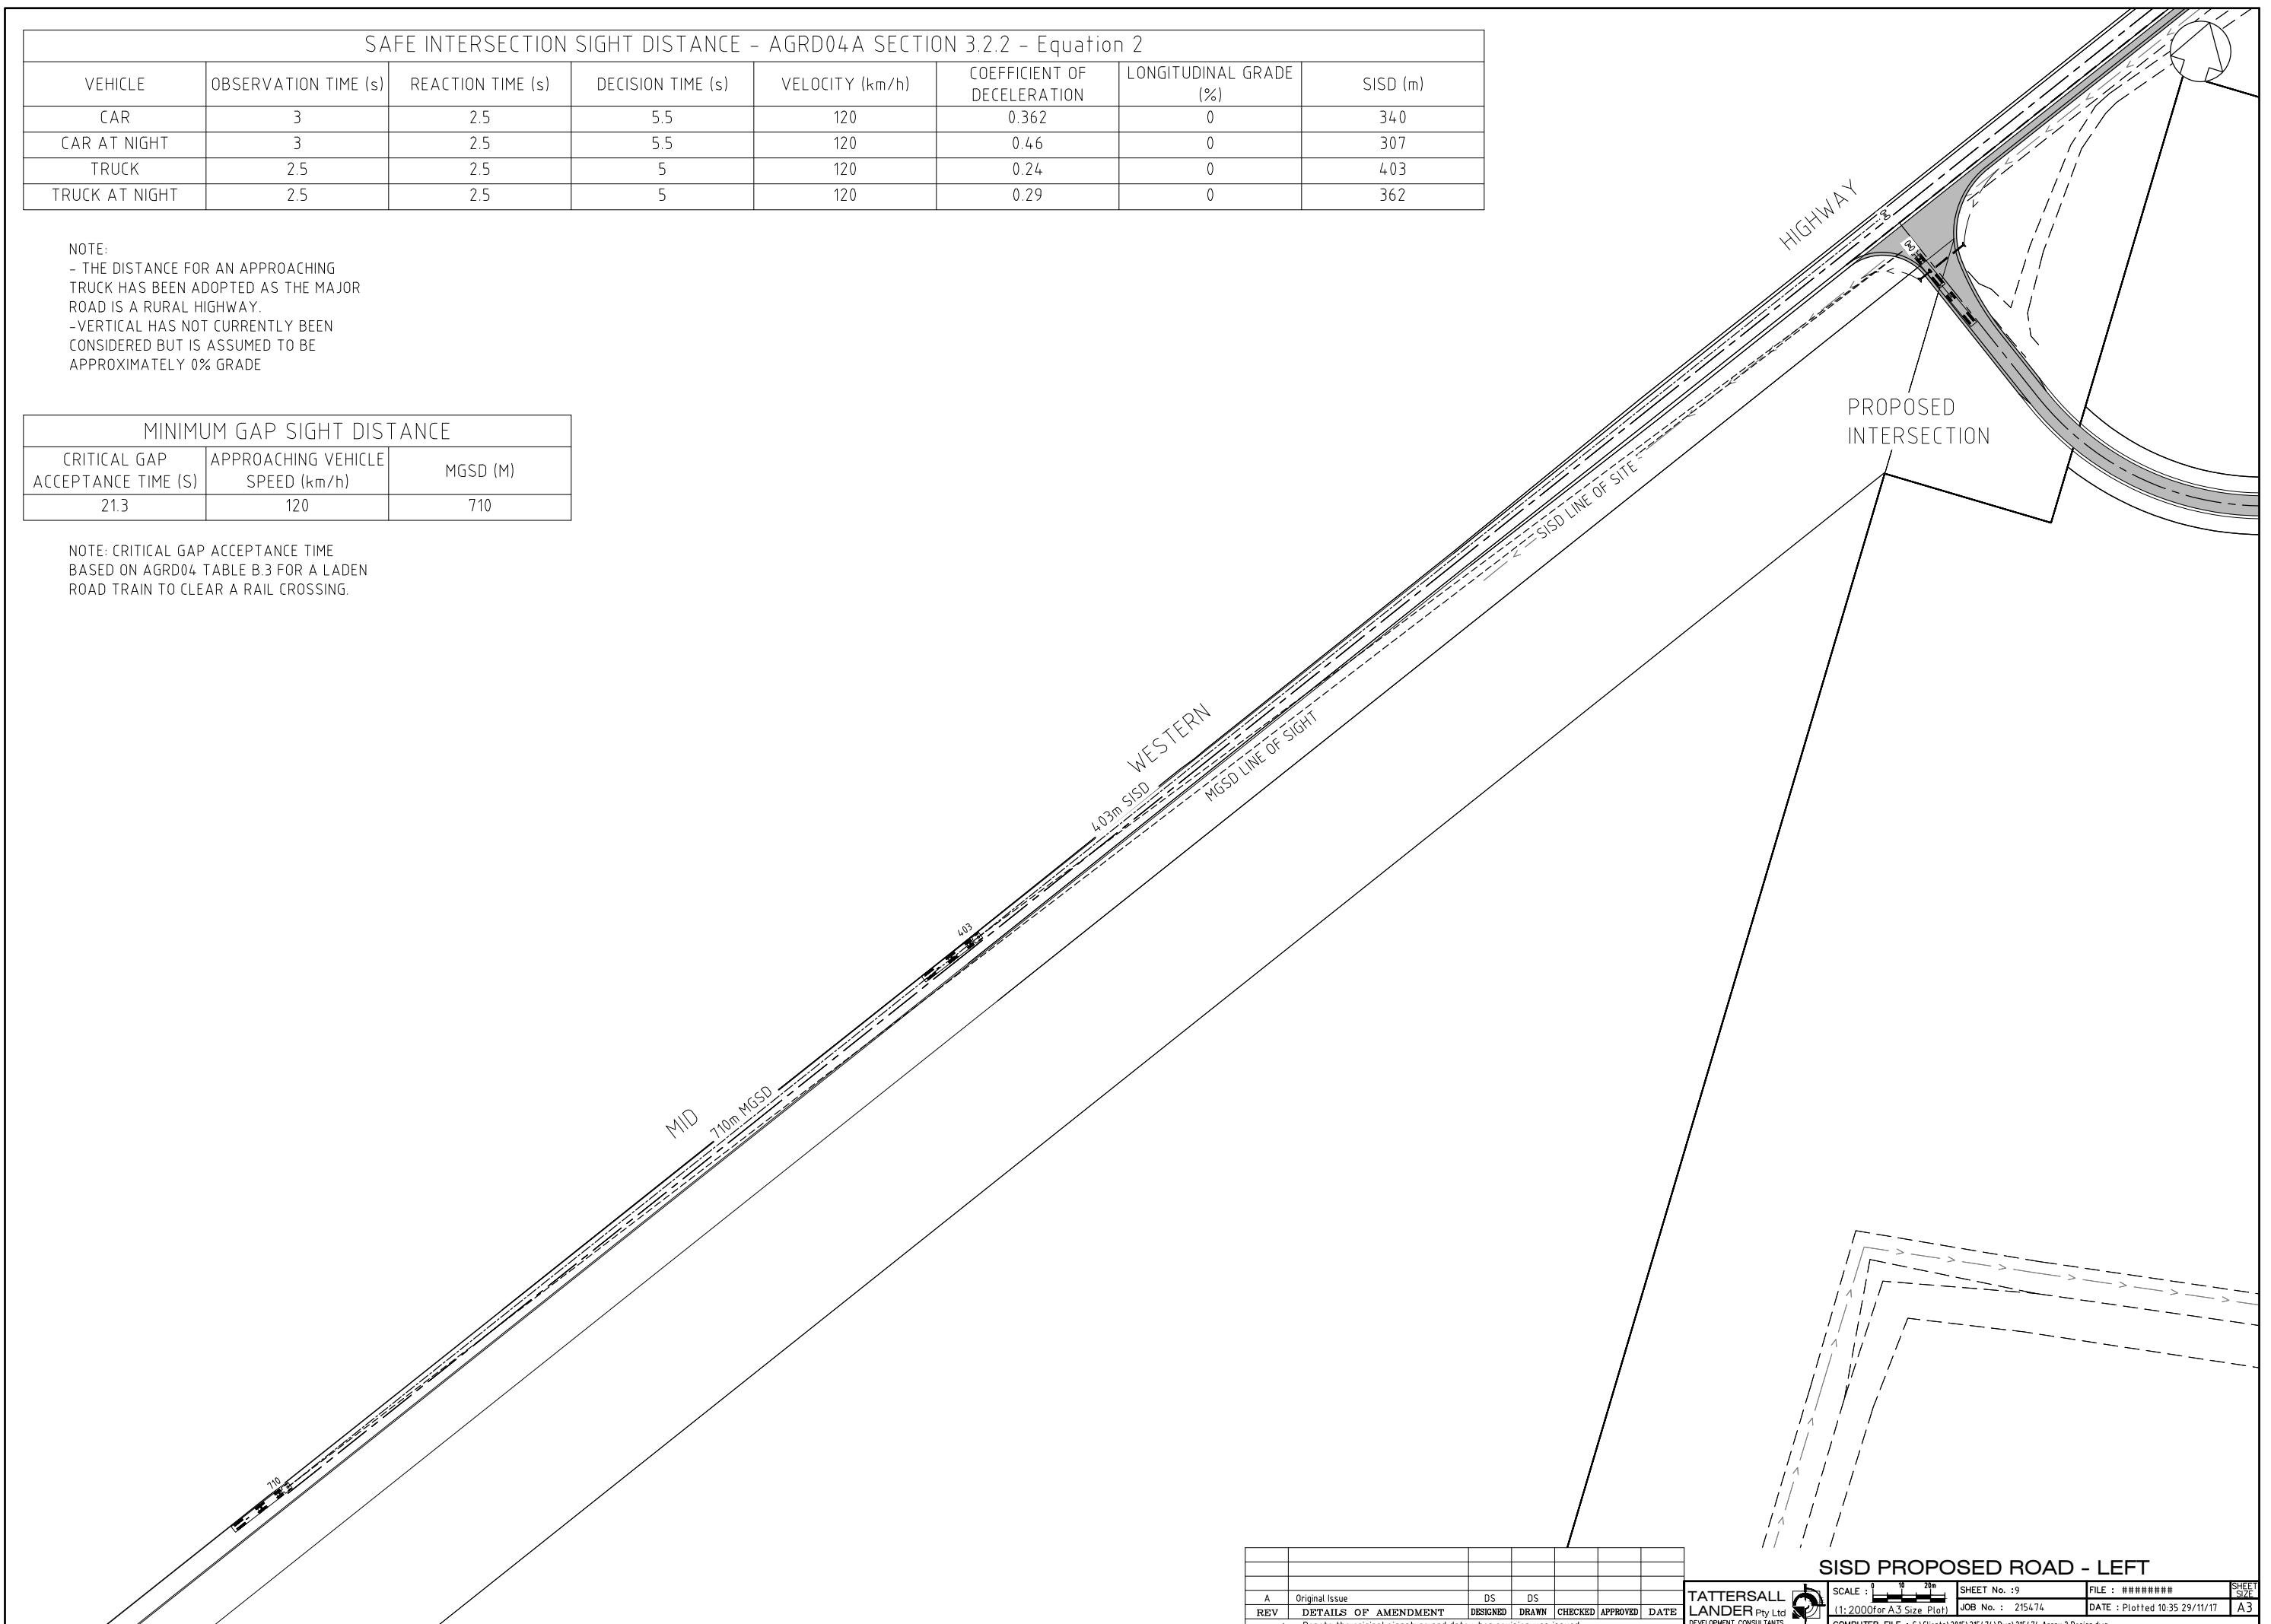 SAFE INTERSECTION SIGHT DISTANCE - AGRD04A SECTION 3.2.2 - Equation 2
VEHICLE OBSERVATION TIME (s) REACTION TIME (s) DECISION TIME (s) VELOCITY (km/h) COEFFICIENT OF DECELERATION LONGITUDINAL GRADE (%) SISD (m)
CAR 3 2.5 5.5 120 0.362 0 340
CAR AT NIGHT 3 2.5 5.5 120 0.46 0 307
TRUCK 2.5 2.5 5 120 0.24 0 403
TRUCK AT NIGHT 2.5 2.5 5 120 0.29 0 362
NOTE:
- THE DISTANCE FOR AN APPROACHING
TRUCK HAS BEEN ADOPTED AS THE MAJOR
ROAD IS A RURAL HIGHWAY.
-VERTICAL HAS NOT CURRENTLY BEEN
CONSIDERED BUT IS ASSUMED TO BE
APPROXIMATELY 0% GRADE
MINIMUM GAP SIGHT DISTANCE
CRITICAL GAP ACCEPTANCE TIME (S) APPROACHING VEHICLE SPEED (km/h) MGSD (M)
21.3 120 710
NOTE: CRITICAL GAP ACCEPTANCE TIME
BASED ON AGRD04 TABLE B.3 FOR A LADEN
ROAD TRAIN TO CLEAR A RAIL CROSSING.
HIGHWAY
PROPOSED
INTERSECTION
SISD LINE OF SITE
WESTERN
MGSD LINE OF SIGHT
403m SISD
403
MID
710m MGSD
710
A Original Issue DS DS
REV DETAILS OF AMENDMENT DESIGNED DRAWN CHECKED APPROVED DATE
SISD PROPOSED ROAD - LEFT
TATTERSALL
LANDER Pty Ltd
DEVELOPMENT CONSULTANTS
SCALE : 0 10 20m
(1: 2000for A3 Size Plot)
SHEET No. :9
JOB No. : 215474
FILE : ########
DATE : Plotted 10:35 29/11/17
SHEET
SIZE
A3